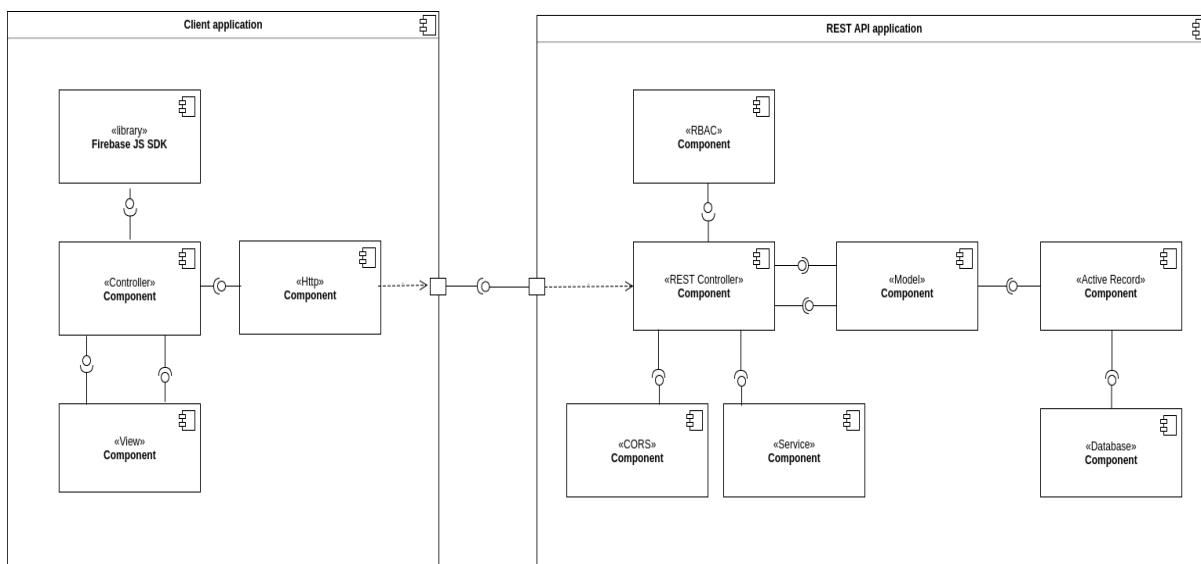 Client application
«library»
Firebase JS SDK
«Controller»
Component
«Http»
Component
«View»
Component
REST API application
«RBAC»
Component
«REST Controller»
Component
«Model»
Component
«Active Record»
Component
«CORS»
Component
«Service»
Component
«Database»
Component